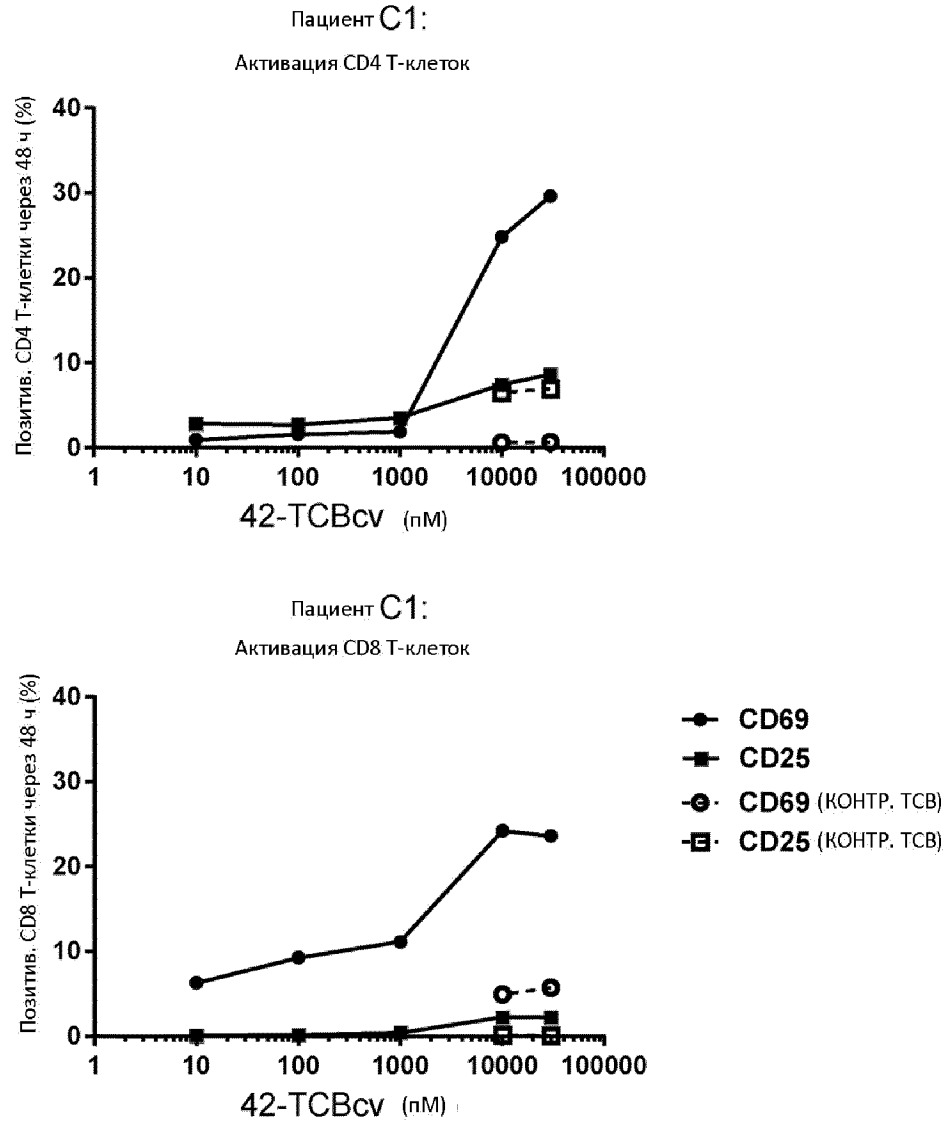 Пациент C1:
Активация CD4 Т-клеток
Позитив. CD4 Т-клетки через 48 ч (%)
40
30
20
10
0
1 10 100 1000 10000 100000
42-TCBcv (пМ)
Пациент C1:
Активация CD8 Т-клеток
Позитив. CD8 Т-клетки через 48 ч (%)
40
30
20
10
0
1 10 100 1000 10000 100000
42-TCBcv (пМ)
CD69
CD25
CD69 (КОНТР. ТСВ)
CD25 (КОНТР. ТСВ)